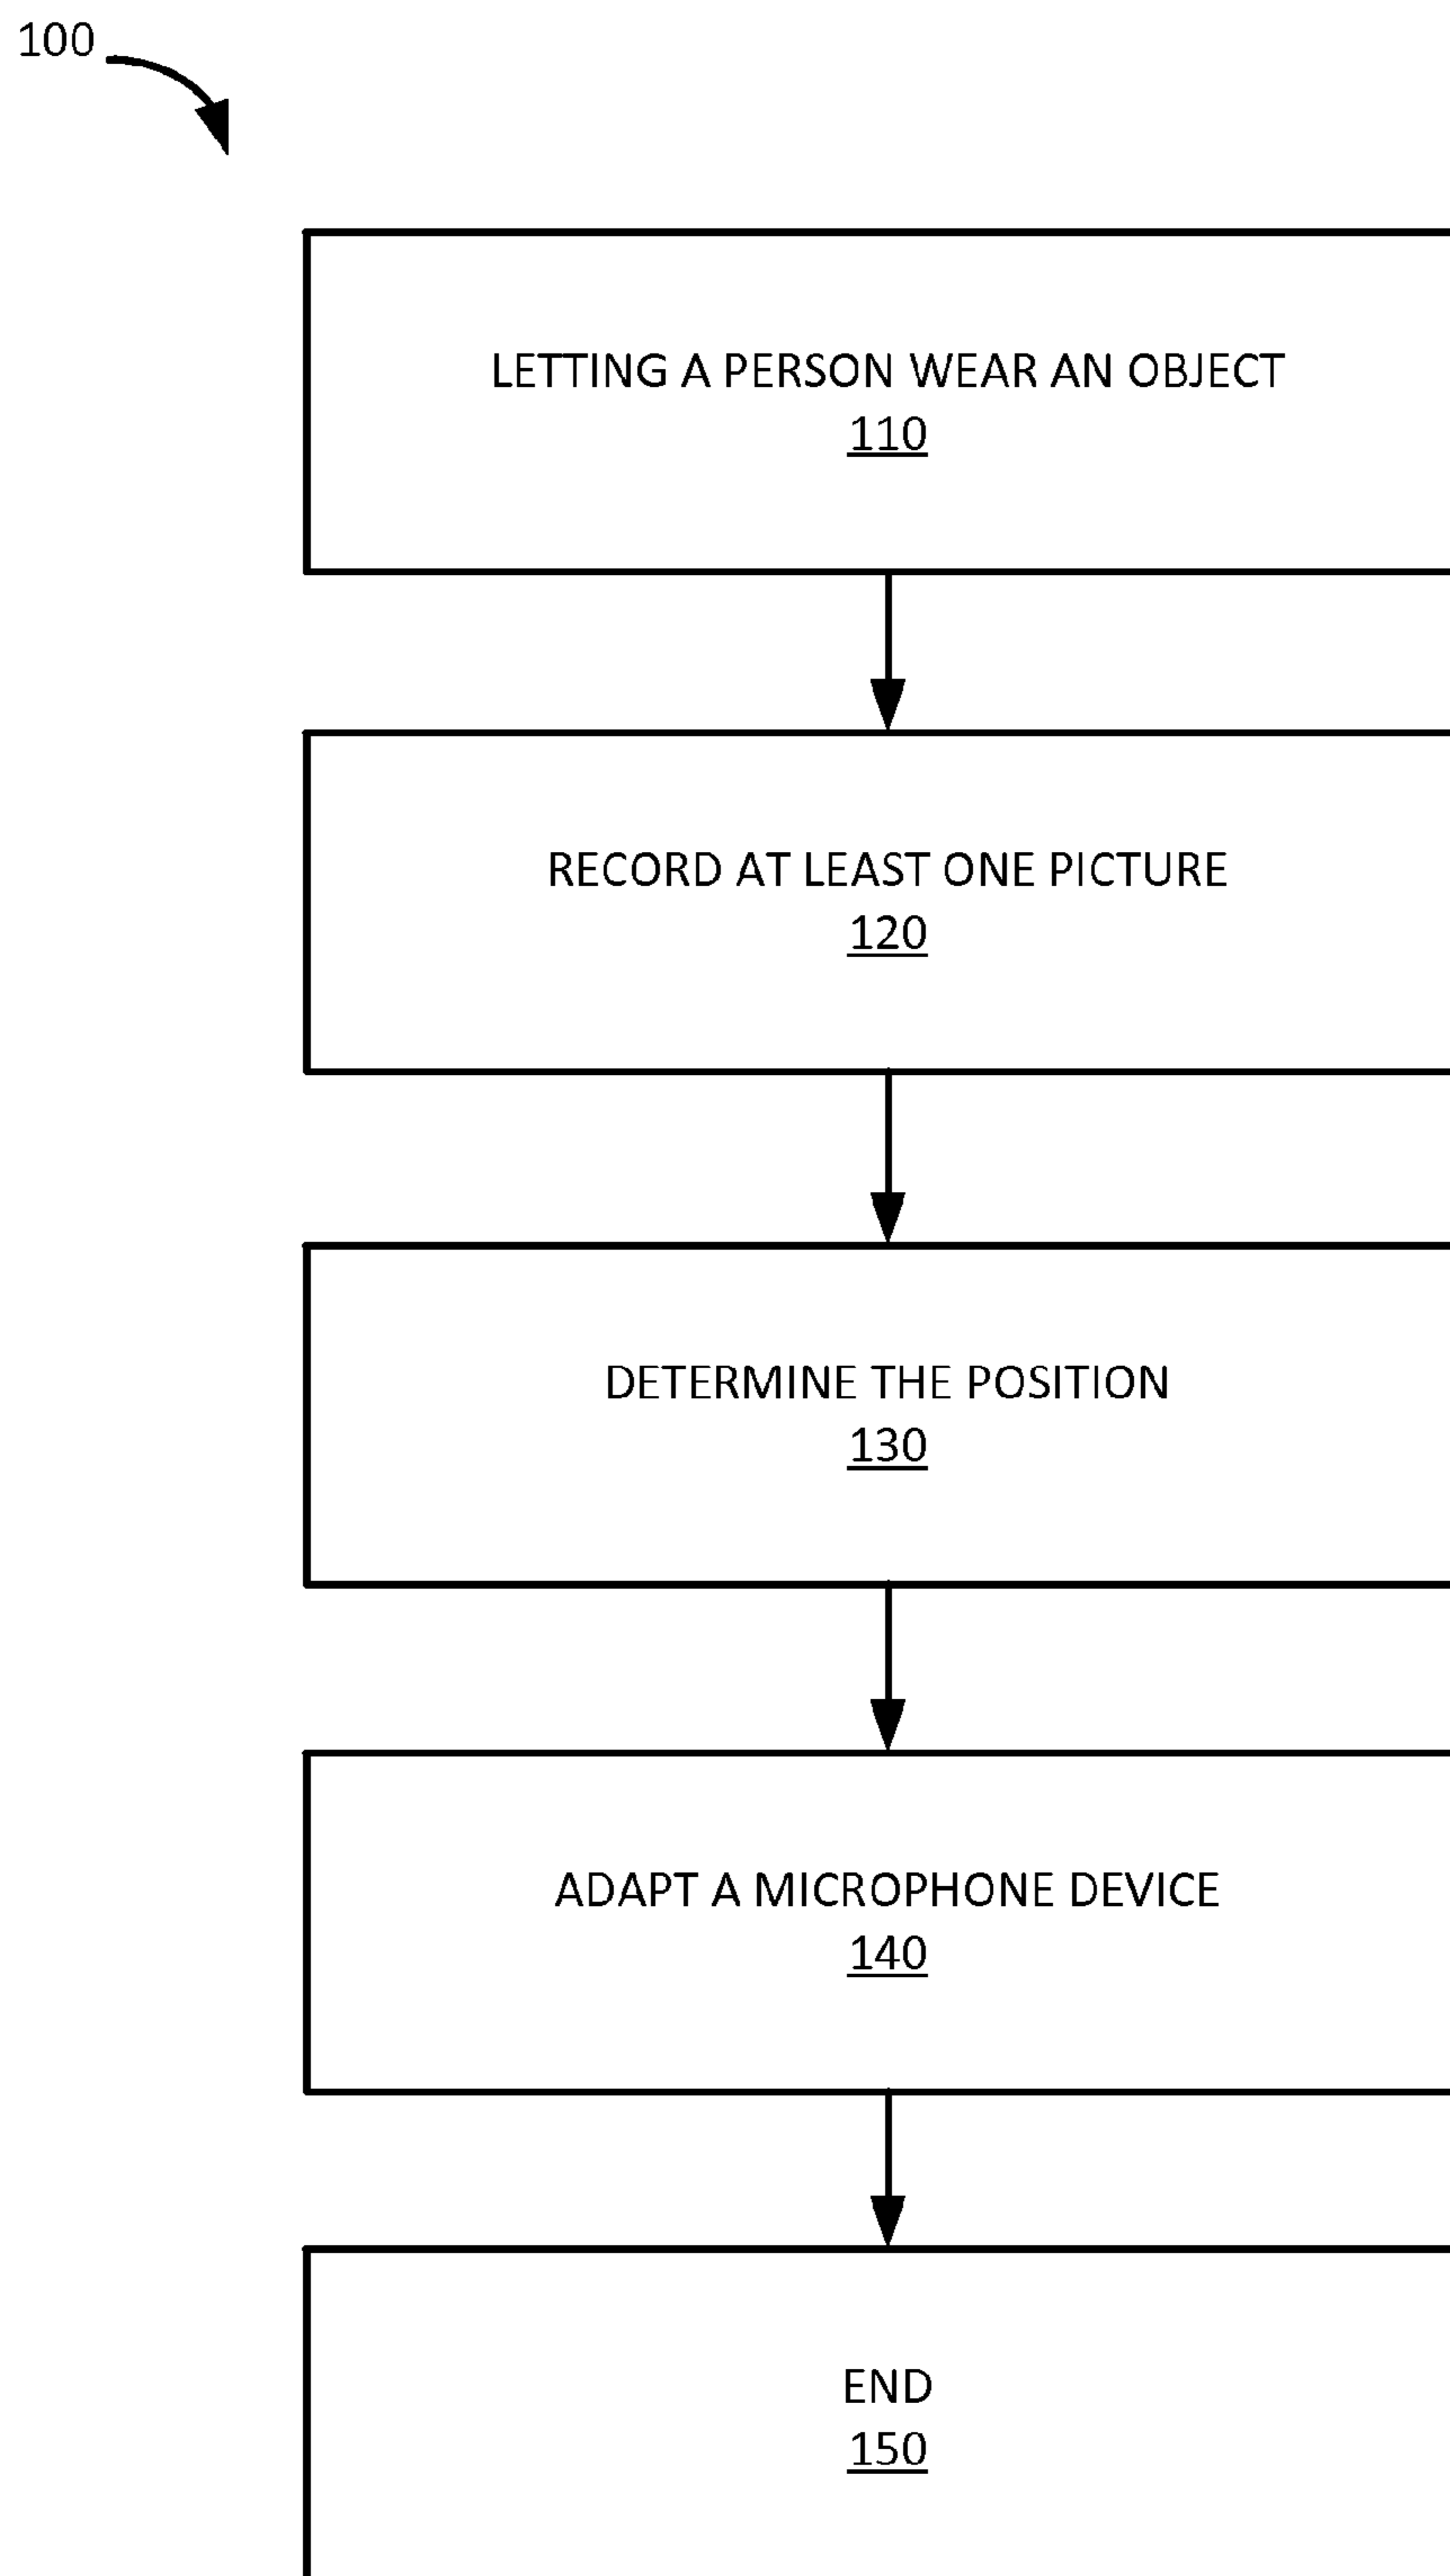 100
LETTING A PERSON WEAR AN OBJECT
110
RECORD AT LEAST ONE PICTURE
120
DETERMINE THE POSITION
130
ADAPT A MICROPHONE DEVICE
140
END
150